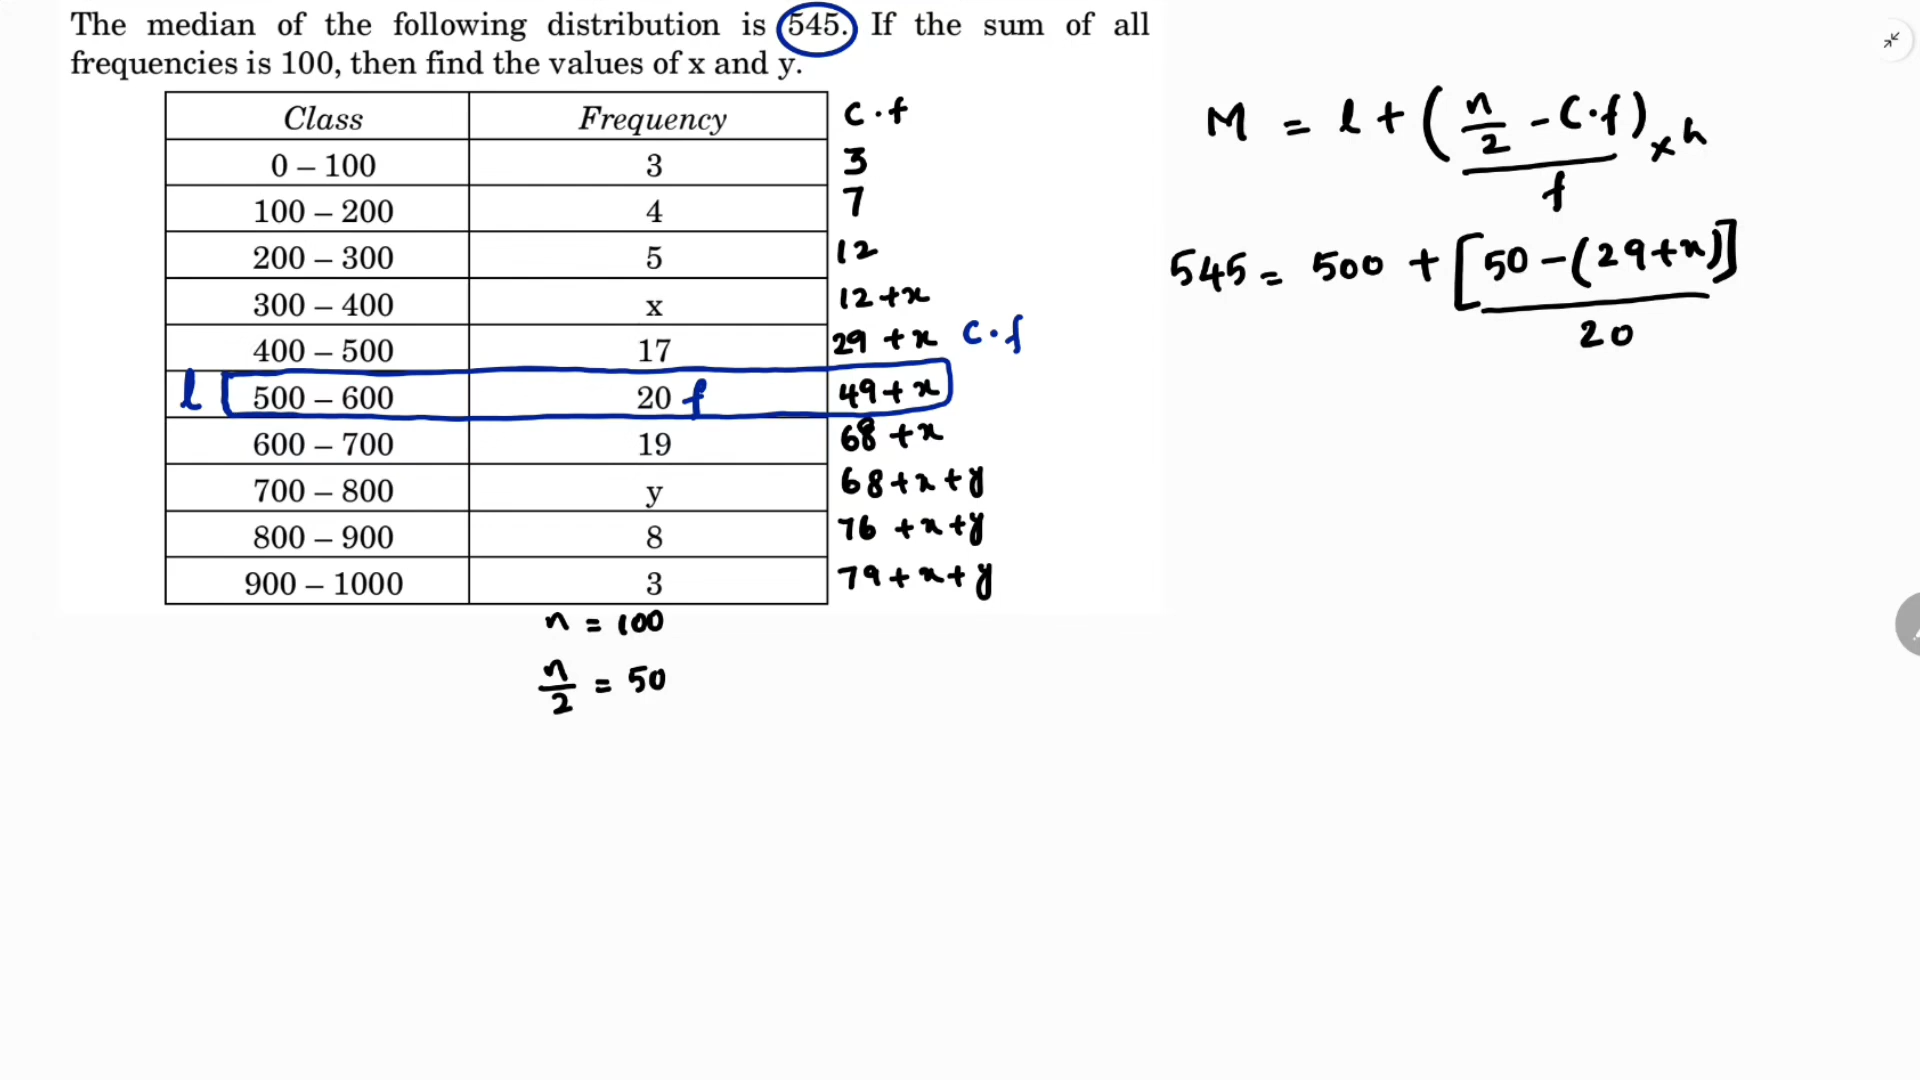 The median of the following distribution is 545. If the sum of all
frequencies is 100, then find the values of x and y.
Class Frequency c.f
0 – 100 3 3
100 – 200 4 7
200 – 300 5 12
300 – 400 x 12+x
400 – 500 17 29+x c.f
l 500 – 600 20 f 49+x
600 – 700 19 68+x
700 – 800 y 68+x+y
800 – 900 8 76+x+y
900 – 1000 3 79+x+y
n = 100
n/2 = 50
M = l + (n/2 - c.f)/f × h
545 = 500 + [50 - (29+x)]/20